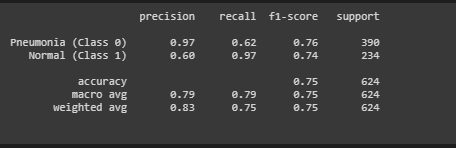 precision recall f1-score support
Pneumonia (Class 0) 0.97 0.62 0.76 390
Normal (Class 1) 0.60 0.97 0.74 234
accuracy 0.75 624
macro avg 0.79 0.79 0.75 624
weighted avg 0.83 0.75 0.75 624